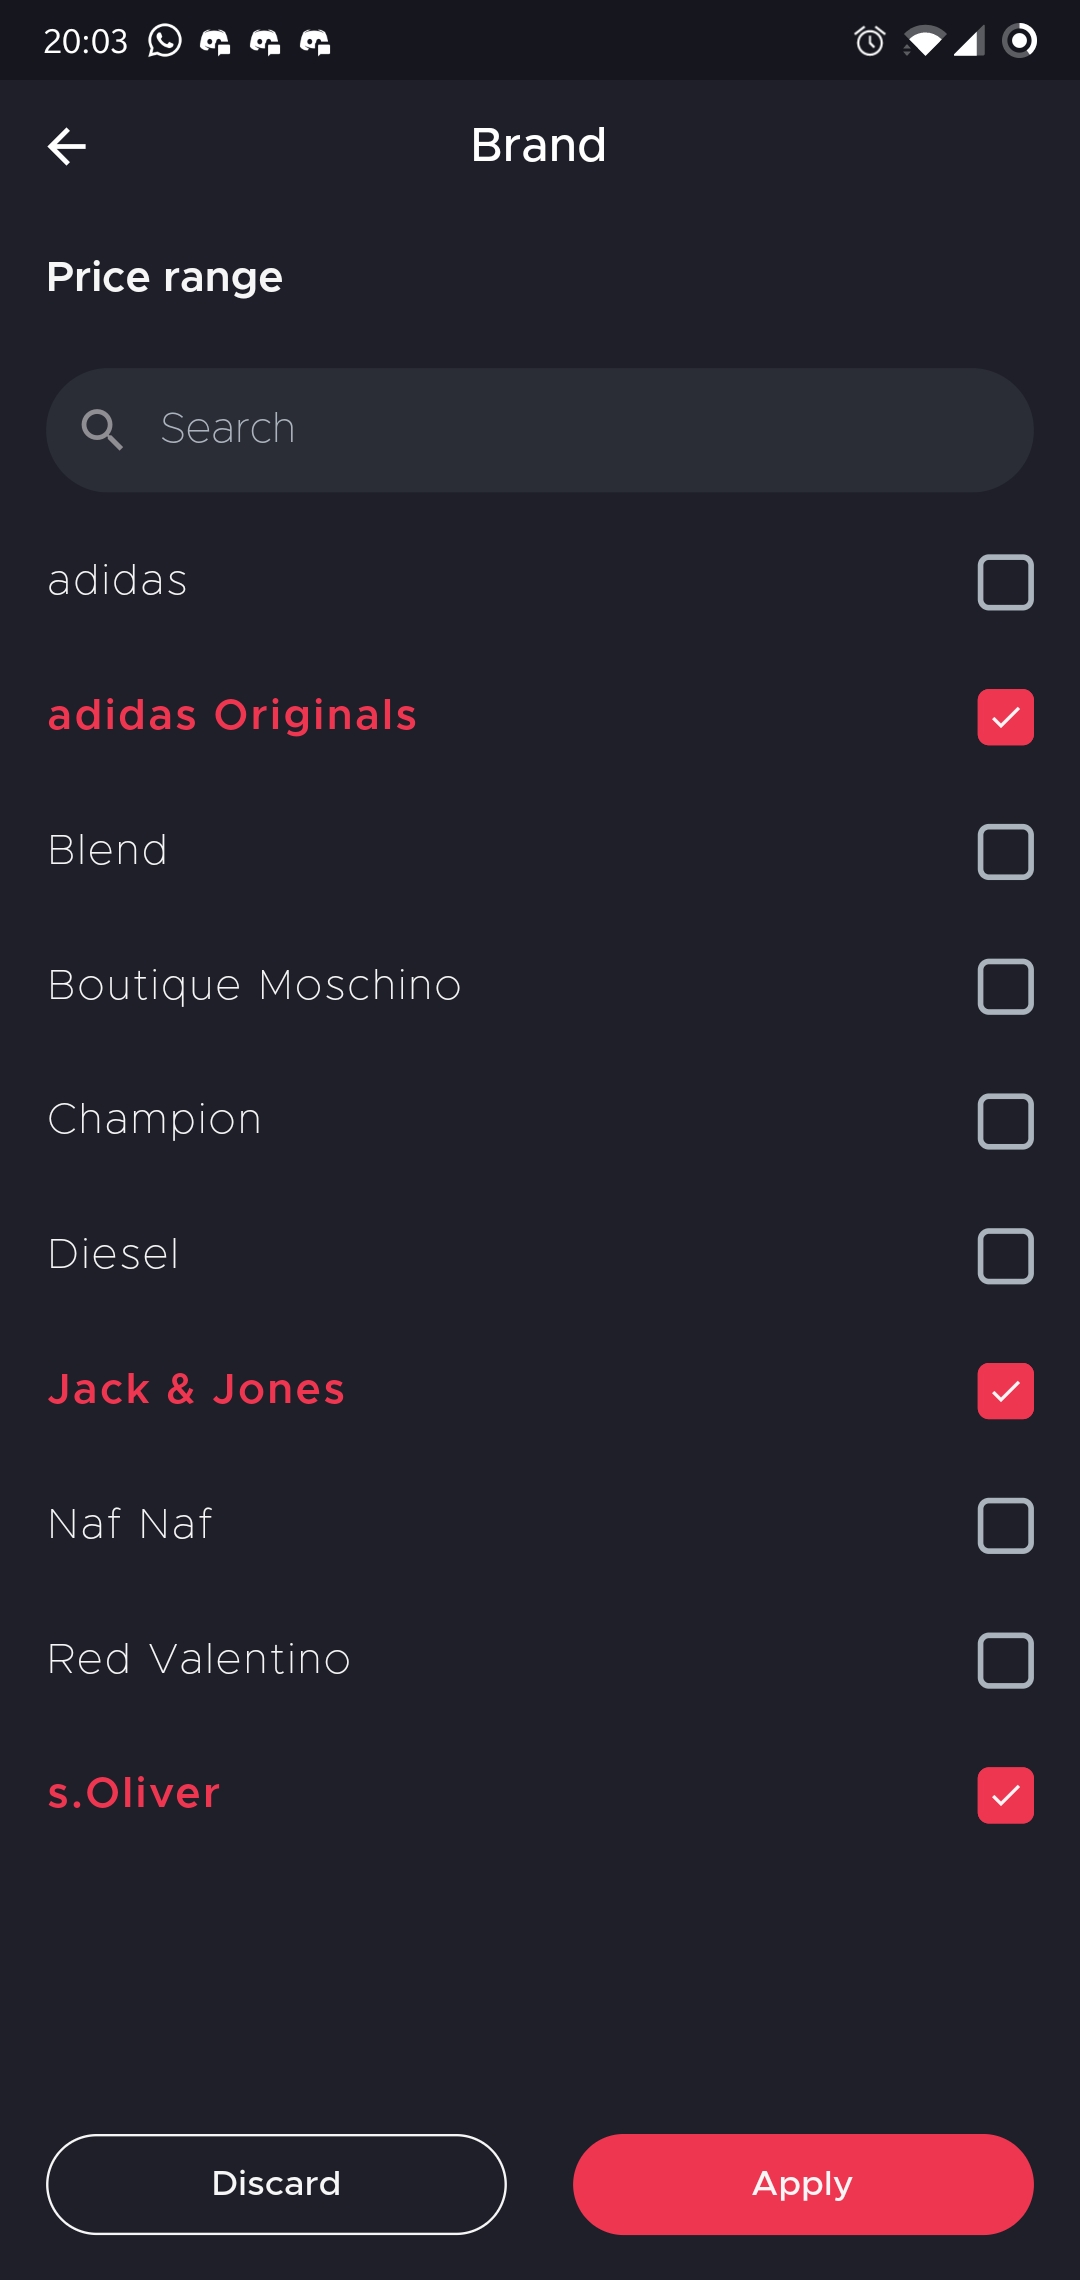 20:03
Brand
Price range
Search
adidas
adidas Originals
Blend
Boutique Moschino
Champion
Diesel
Jack & Jones
Naf Naf
Red Valentino
s.Oliver
Discard
Apply